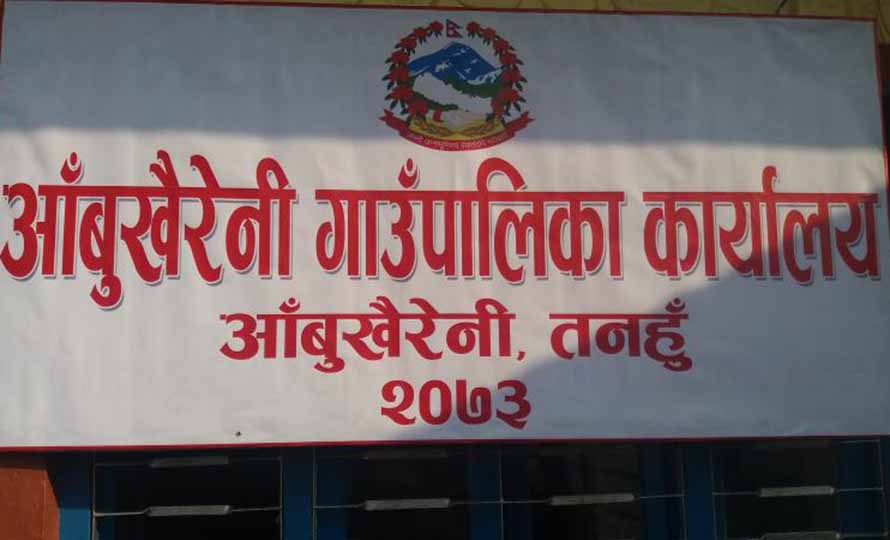 आँबुखैरेनी गाउँपालिका कार्यालय
आँबुखैरेनी, तनहुँ
२०७३